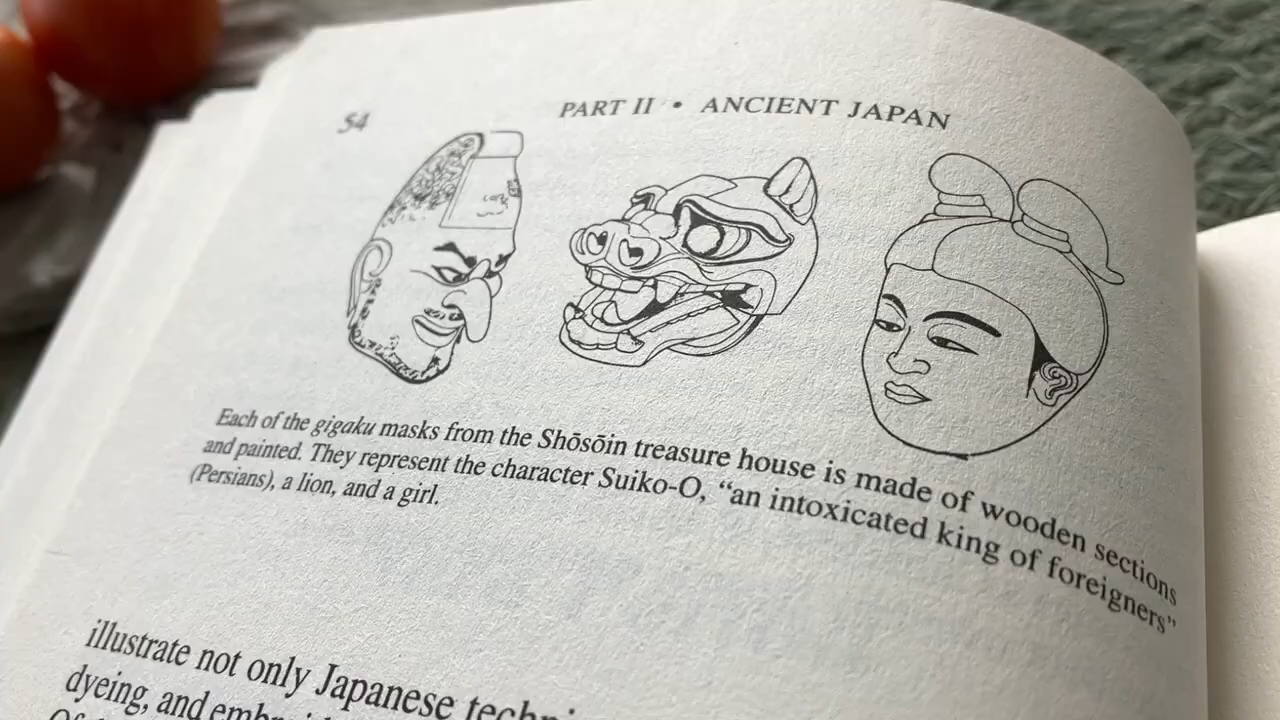 54
PART II • ANCIENT JAPAN
Each of the gigaku masks from the Shōsōin treasure house is made of wooden sections
and painted. They represent the character Suiko-O, “an intoxicated king of foreigners”
(Persians), a lion, and a girl.
illustrate not only Japanese
dyeing, and